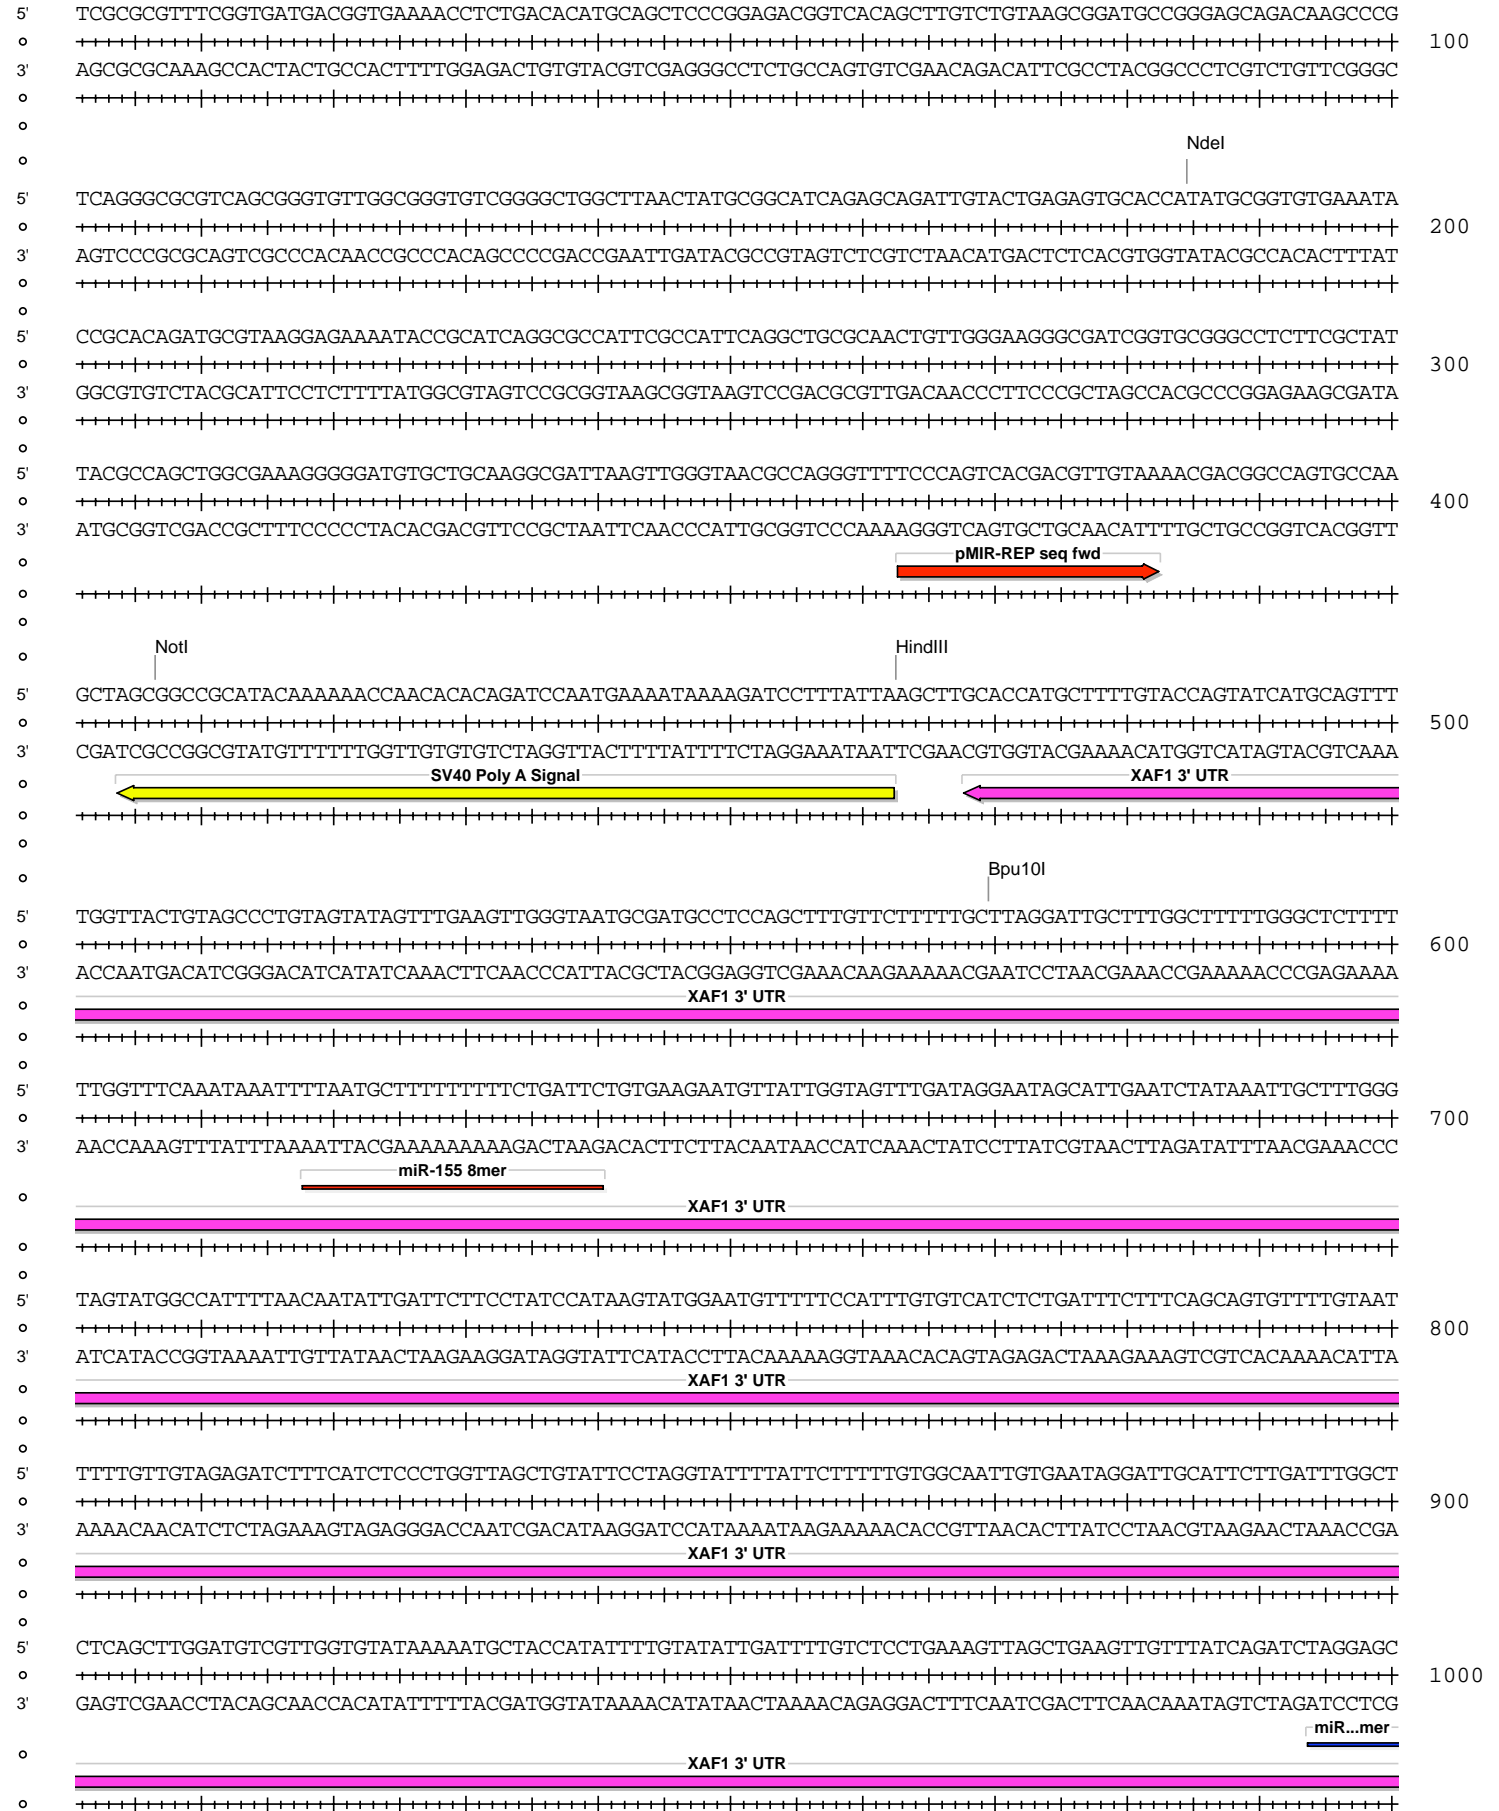 5' TCGCGCGTTTCGGTGATGACGGTGAAAACCTCTGACACATGCAGCTCCCGGAGACGGTCACAGCTTGTCTGTAAGCGGATGCCGGGAGCAGACAAGCCCG
100
3' AGCGCGCAAAGCCACTACTGCCACTTTTGGAGACTGTGTACGTCGAGGGCCTCTGCCAGTGTCGAACAGACATTCGCCTACGGCCCTCGTCTGTTCGGGC
NdeI
5' TCAGGGCGCGTCAGCGGGTGTTGGCGGGTGTCGGGGCTGGCTTAACTATGCGGCATCAGAGCAGATTGTACTGAGAGTGCACCATATGCGGTGTGAAATA
200
3' AGTCCCGCGCAGTCGCCCACAACCGCCCACAGCCCCGACCGAATTGATACGCCGTAGTCTCGTCTAACATGACTCTCACGTGGTATACGCCACACTTTAT
5' CCGCACAGATGCGTAAGGAGAAAATACCGCATCAGGCGCCATTCGCCATTCAGGCTGCGCAACTGTTGGGAAGGGCGATCGGTGCGGGCCTCTTCGCTAT
300
3' GGCGTGTCTACGCATTCCTCTTTTATGGCGTAGTCCGCGGTAAGCGGTAAGTCCGACGCGTTGACAACCCTTCCCGCTAGCCACGCCCGGAGAAGCGATA
5' TACGCCAGCTGGCGAAAGGGGGATGTGCTGCAAGGCGATTAAGTTGGGTAACGCCAGGGTTTTCCCAGTCACGACGTTGTAAAACGACGGCCAGTGCCAA
400
3' ATGCGGTCGACCGCTTTCCCCCTACACGACGTTCCGCTAATTCAACCCATTGCGGTCCCAAAAGGGTCAGTGCTGCAACATTTTGCTGCCGGTCACGGTT
pMIR-REP seq fwd
NotI HindIII
5' GCTAGCGGCCGCATACAAAAAACCAACACACAGATCCAATGAAAATAAAAGATCCTTTATTAAGCTTGCACCATGCTTTTGTACCAGTATCATGCAGTTT
500
3' CGATCGCCGGCGTATGTTTTTTGGTTGTGTGTCTAGGTTACTTTTATTTTCTAGGAAATAATTCGAACGTGGTACGAAAACATGGTCATAGTACGTCAAA
SV40 Poly A Signal XAF1 3' UTR
Bpu10I
5' TGGTTACTGTAGCCCTGTAGTATAGTTTGAAGTTGGGTAATGCGATGCCTCCAGCTTTGTTCTTTTTGCTTAGGATTGCTTTGGCTTTTTGGGCTCTTTT
600
3' ACCAATGACATCGGGACATCATATCAAACTTCAACCCATTACGCTACGGAGGTCGAAACAAGAAAAACGAATCCTAACGAAACCGAAAAACCCGAGAAAA
XAF1 3' UTR
5' TTGGTTTCAAATAAATTTTAATGCTTTTTTTTTCTGATTCTGTGAAGAATGTTATTGGTAGTTTGATAGGAATAGCATTGAATCTATAAATTGCTTTGGG
700
3' AACCAAAGTTTATTTAAAATTACGAAAAAAAAAGACTAAGACACTTCTTACAATAACCATCAAACTATCCTTATCGTAACTTAGATATTTAACGAAACCC
miR-155 8mer
XAF1 3' UTR
5' TAGTATGGCCATTTTAACAATATTGATTCTTCCTATCCATAAGTATGGAATGTTTTTCCATTTGTGTCATCTCTGATTTCTTTCAGCAGTGTTTTGTAAT
800
3' ATCATACCGGTAAAATTGTTATAACTAAGAAGGATAGGTATTCATACCTTACAAAAAGGTAAACACAGTAGAGACTAAAGAAAGTCGTCACAAAACATTA
XAF1 3' UTR
5' TTTTGTTGTAGAGATCTTTCATCTCCCTGGTTAGCTGTATTCCTAGGTATTTTATTCTTTTTGTGGCAATTGTGAATAGGATTGCATTCTTGATTTGGCT
900
3' AAAACAACATCTCTAGAAAGTAGAGGGACCAATCGACATAAGGATCCATAAAATAAGAAAAACACCGTTAACACTTATCCTAACGTAAGAACTAAACCGA
XAF1 3' UTR
5' CTCAGCTTGGATGTCGTTGGTGTATAAAAATGCTACCATATTTTGTATATTGATTTTGTCTCCTGAAAGTTAGCTGAAGTTGTTTATCAGATCTAGGAGC
1000
3' GAGTCGAACCTACAGCAACCACATATTTTTACGATGGTATAAAACATATAACTAAAACAGAGGACTTTCAATCGACTTCAACAAATAGTCTAGATCCTCG
miR...mer
XAF1 3' UTR